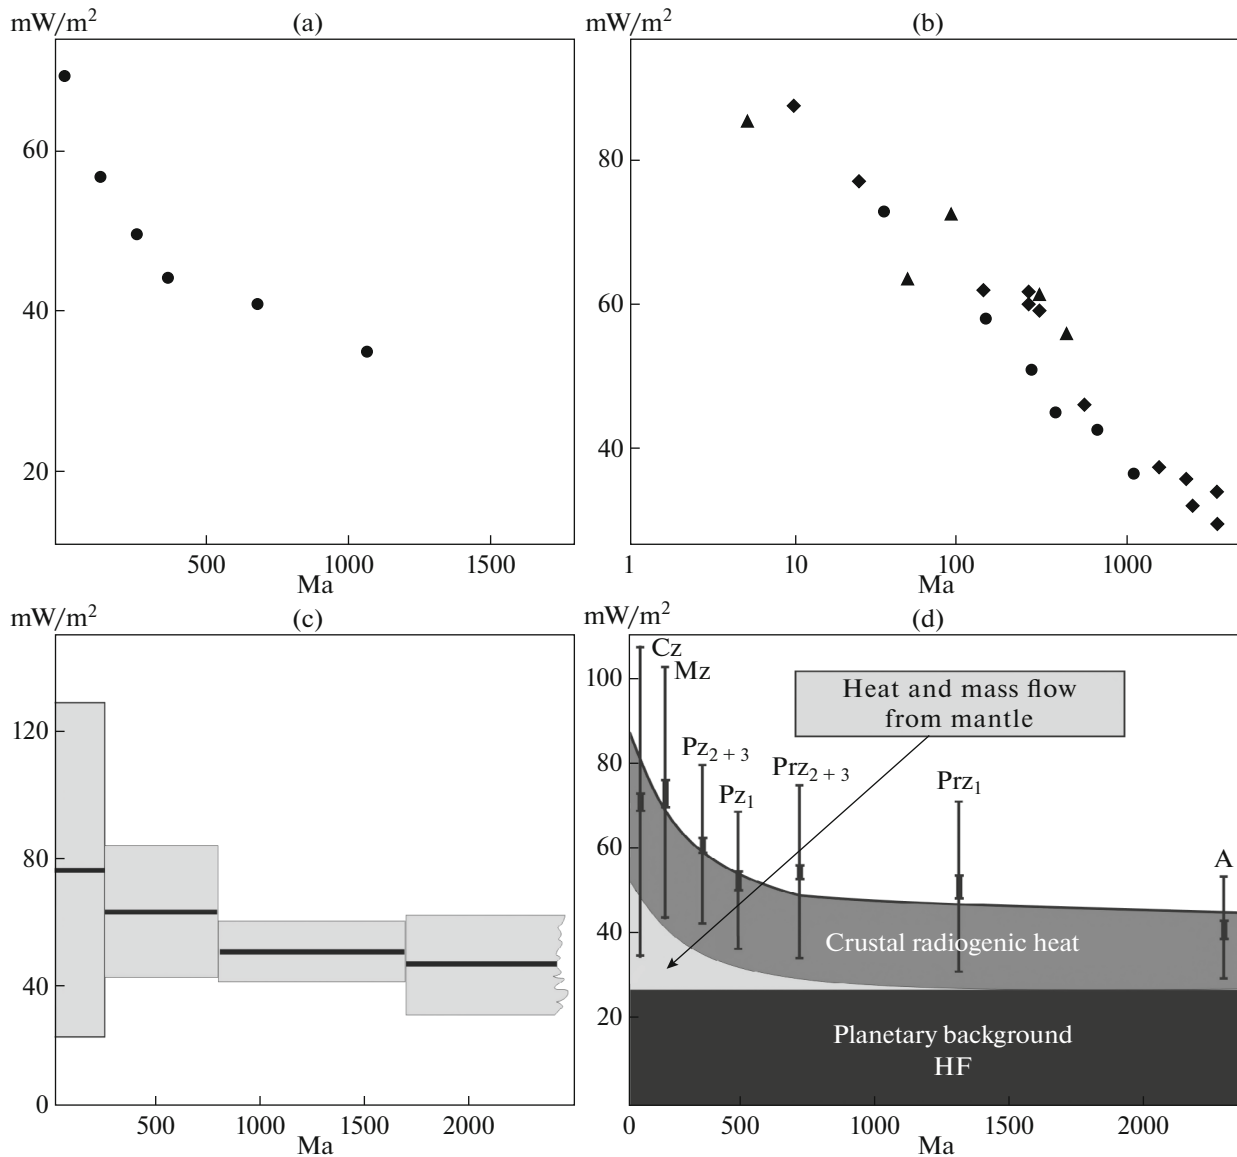 mW/m²
(a)
60
40
20
500
1000
1500
Ma
mW/m²
(b)
80
60
40
1
10
100
1000
Ma
mW/m²
(c)
120
80
40
0
500
1000
1500
2000
Ma
mW/m²
(d)
100
80
60
40
20
Cz
Mz
Pz₂ ₊ ₃
Pz₁
Prz₂ ₊ ₃
Prz₁
A
Heat and mass flow
from mantle
Crustal radiogenic heat
Planetary background
HF
0
500
1000
1500
2000
Ma